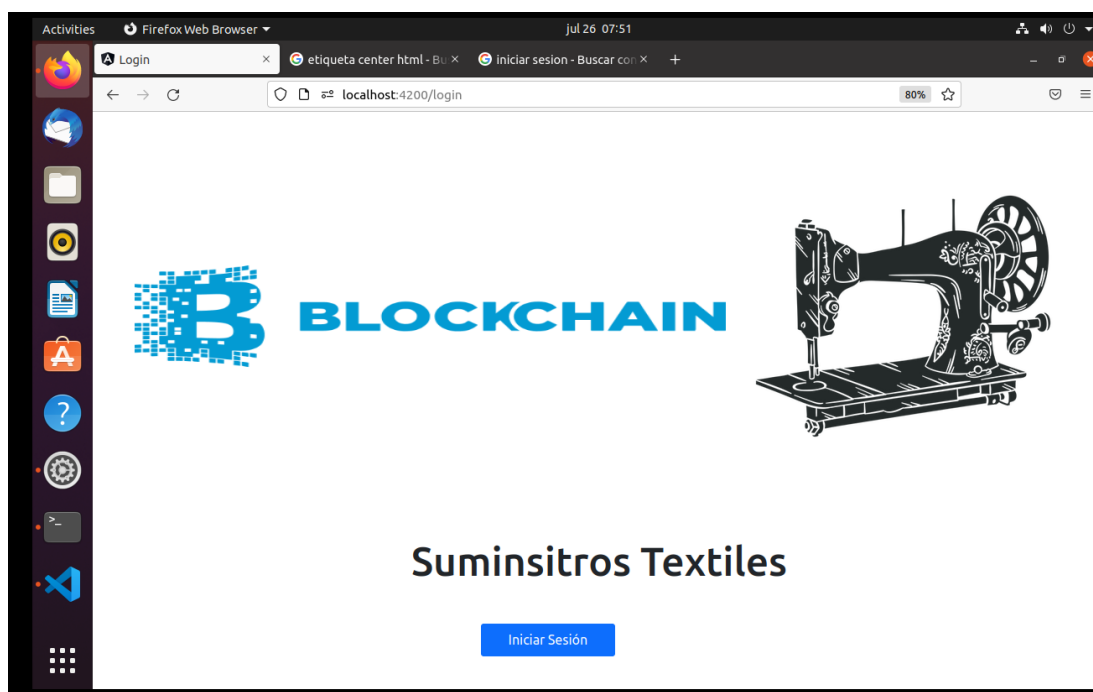 Activities Firefox Web Browser jul 26 07:51
Login etiqueta center html - Bu iniciar sesion - Buscar con
localhost:4200/login 80%
BLOCKCHAIN
Suminsitros Textiles
Iniciar Sesión